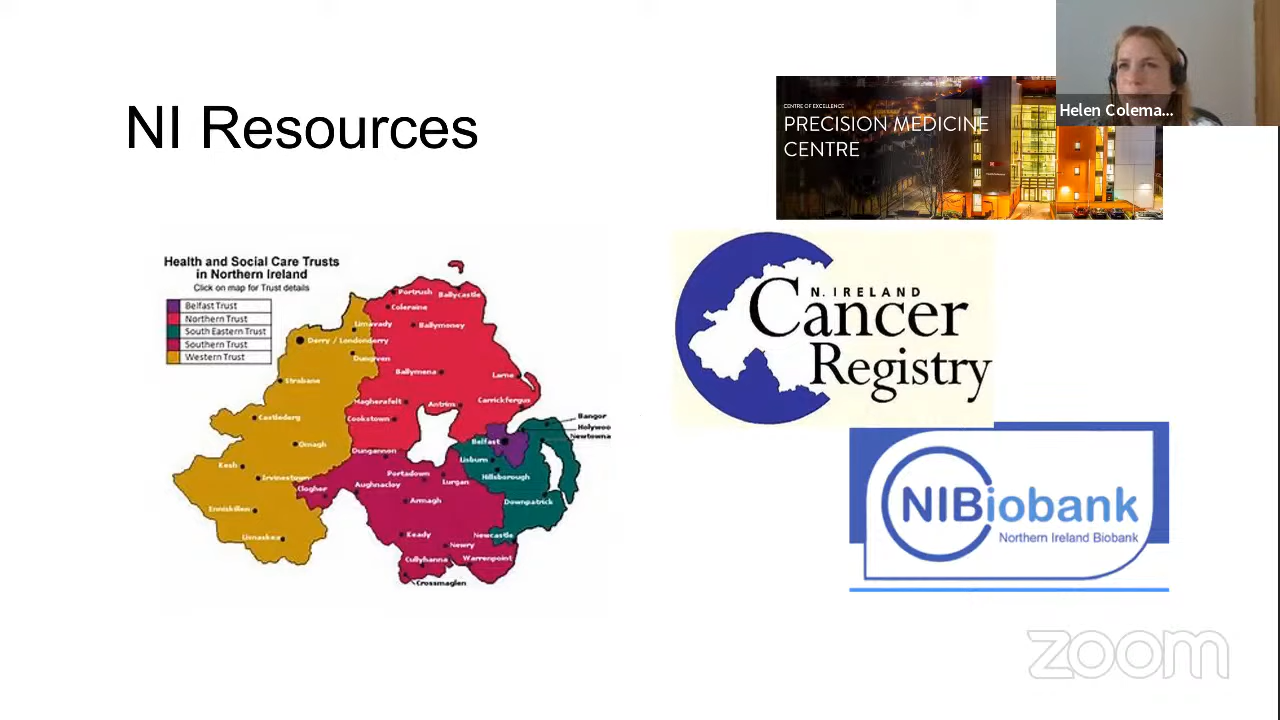 NI Resources
CENTRE OF EXCELLENCE
PRECISION MEDICINE
CENTRE
Helen Colema...
Health and Social Care Trusts
in Northern Ireland
Click on map for Trust details
Belfast Trust
Northern Trust
South Eastern Trust
Southern Trust
Western Trust
Portrush
Ballycastle
Coleraine
Limavady
Ballymoney
Derry / Londonderry
Dungiven
Ballymena
Larne
Strabane
Magherafelt
Antrim
Carrickfergus
Castlederg
Cookstown
Bangor
Holywoo
Newtowna
Omagh
Belfast
Dungannon
Lisburn
Kesh
Portadown
Irvinestown
Lurgan
Hillsborough
Clogher
Aughnacloy
Armagh
Downpatrick
Enniskillen
Keady
Newcastle
Lisnaskea
Newry
Cullyhanna
Warrenpoint
Crossmaglen
N. IRELAND
Cancer
Registry
NIBiobank
Northern Ireland Biobank
zoom